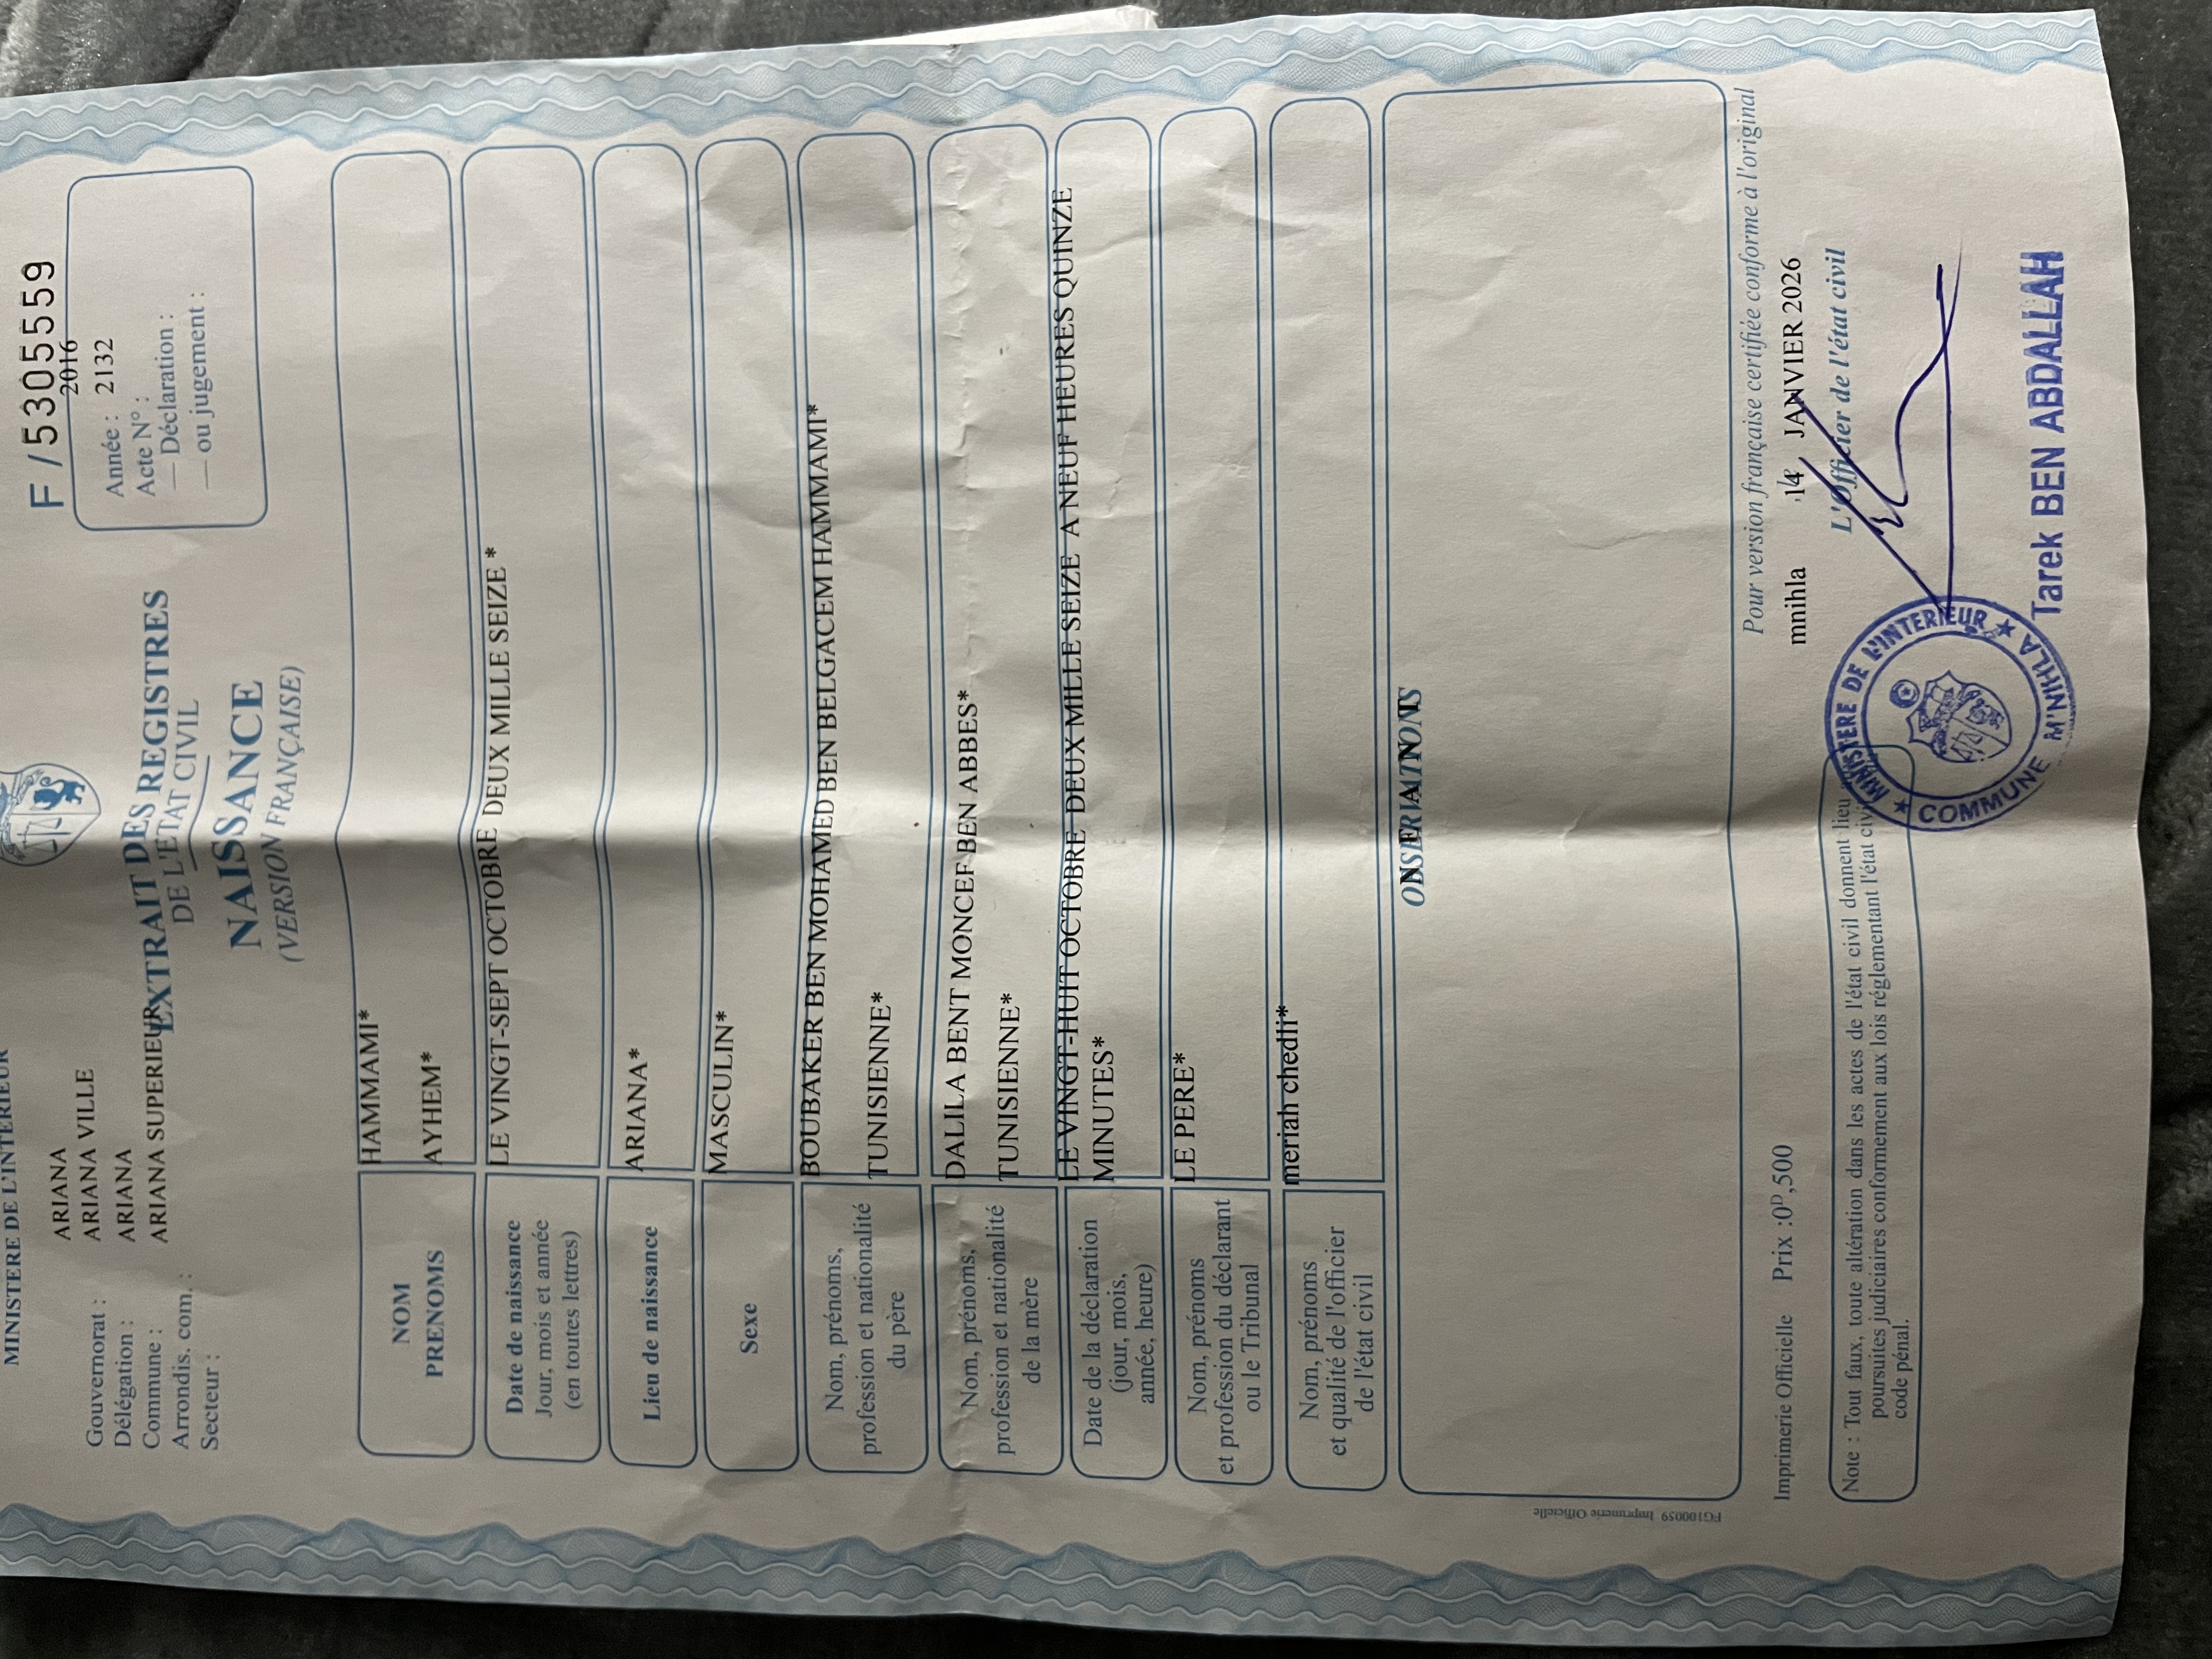 MINISTERE DE L'INTERIEUR
F / 5305559
Gouvernorat : ARIANA
Délégation : ARIANA VILLE
Commune : ARIANA
Arrondis. com. : ARIANA SUPERIEUR
Secteur :
2016
Année : 2132
Acte N° :
— Déclaration :
— ou jugement :
EXTRAIT DES REGISTRES
DE L'ETAT CIVIL
NAISSANCE
(VERSION FRANÇAISE)
NOM HAMMAMI*
PRENOMS AYHEM*
Date de naissance
Jour, mois et année
(en toutes lettres)
LE VINGT-SEPT OCTOBRE DEUX MILLE SEIZE *
Lieu de naissance ARIANA*
Sexe MASCULIN*
Nom, prénoms,
profession et nationalité
du père
BOUBAKER BEN MOHAMED BEN BELGACEM HAMMAMI*
TUNISIENNE*
Nom, prénoms,
profession et nationalité
de la mère
DALILA BENT MONCEF BEN ABBES*
TUNISIENNE*
Date de la déclaration
(jour, mois,
année, heure)
LE VINGT-HUIT OCTOBRE DEUX MILLE SEIZE A NEUF HEURES QUINZE
MINUTES*
Nom, prénoms
et profession du déclarant
ou le Tribunal
LE PERE*
Nom, prénoms
et qualité de l'officier
de l'état civil
meriah chedli*
OBSERVATIONS
FG100059 Imprimerie Officielle
Imprimerie Officielle Prix :0ᴰ,500
Pour version française certifiée conforme à l'original
mnihla 14 JANVIER 2026
L'Officier de l'état civil
Note : Tout faux, toute altération dans les actes de l'état civil donnent lieu
poursuites judiciaires conformement aux lois réglementant l'état civ
code pénal.
★ MINISTERE DE L'INTERIEUR ★
COMMUNE M'NIHLA
Tarek BEN ABDALLAH